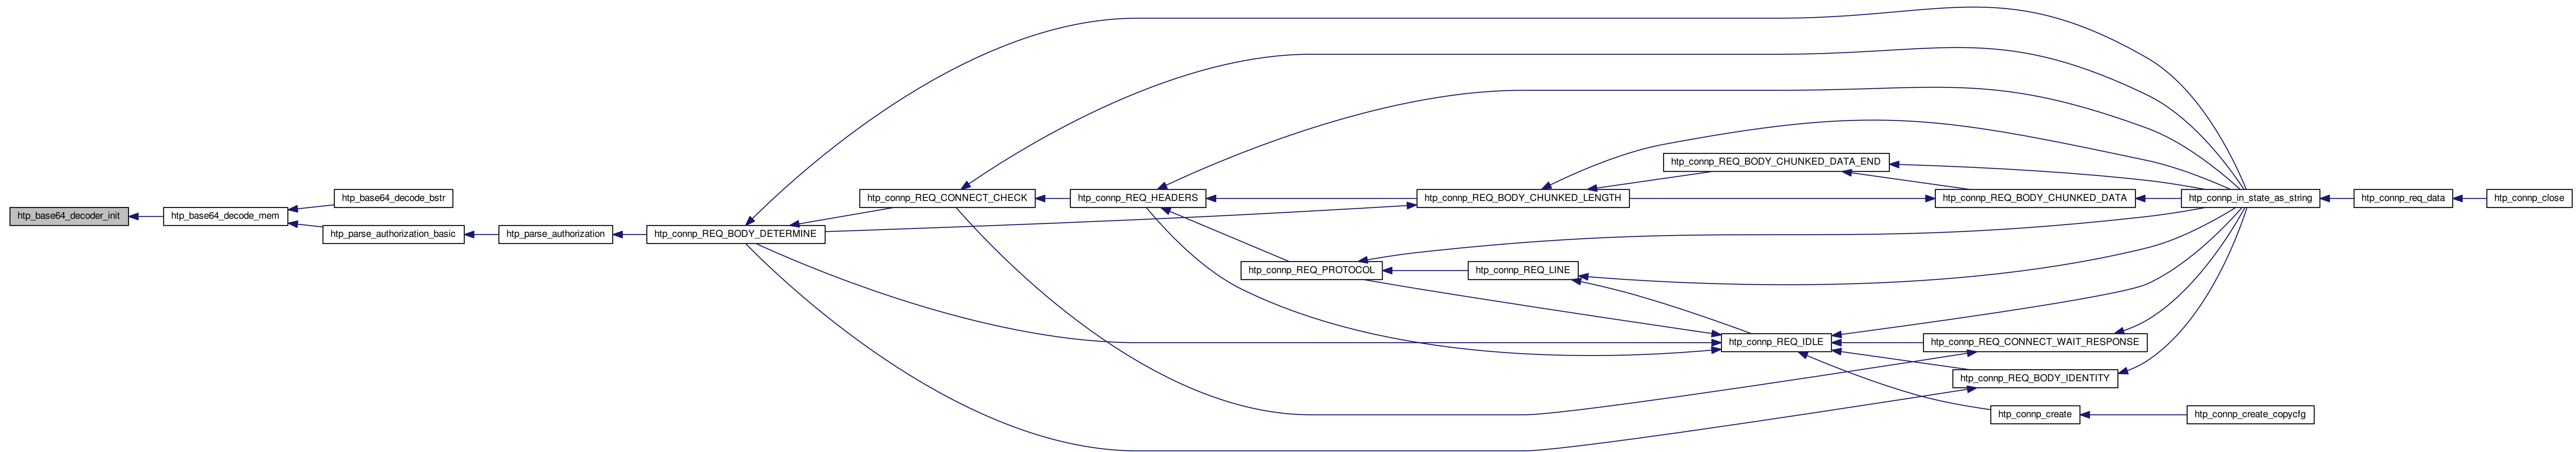 htp_base64_decoder_init
htp_base64_decode_mem
htp_base64_decode_bstr
htp_parse_authorization_basic
htp_parse_authorization
htp_connp_REQ_BODY_DETERMINE
htp_connp_REQ_CONNECT_CHECK
htp_connp_REQ_HEADERS
htp_connp_REQ_PROTOCOL
htp_connp_REQ_BODY_CHUNKED_LENGTH
htp_connp_REQ_LINE
htp_connp_REQ_BODY_CHUNKED_DATA_END
htp_connp_REQ_IDLE
htp_connp_REQ_BODY_CHUNKED_DATA
htp_connp_REQ_CONNECT_WAIT_RESPONSE
htp_connp_REQ_BODY_IDENTITY
htp_connp_create
htp_connp_in_state_as_string
htp_connp_create_copycfg
htp_connp_req_data
htp_connp_close